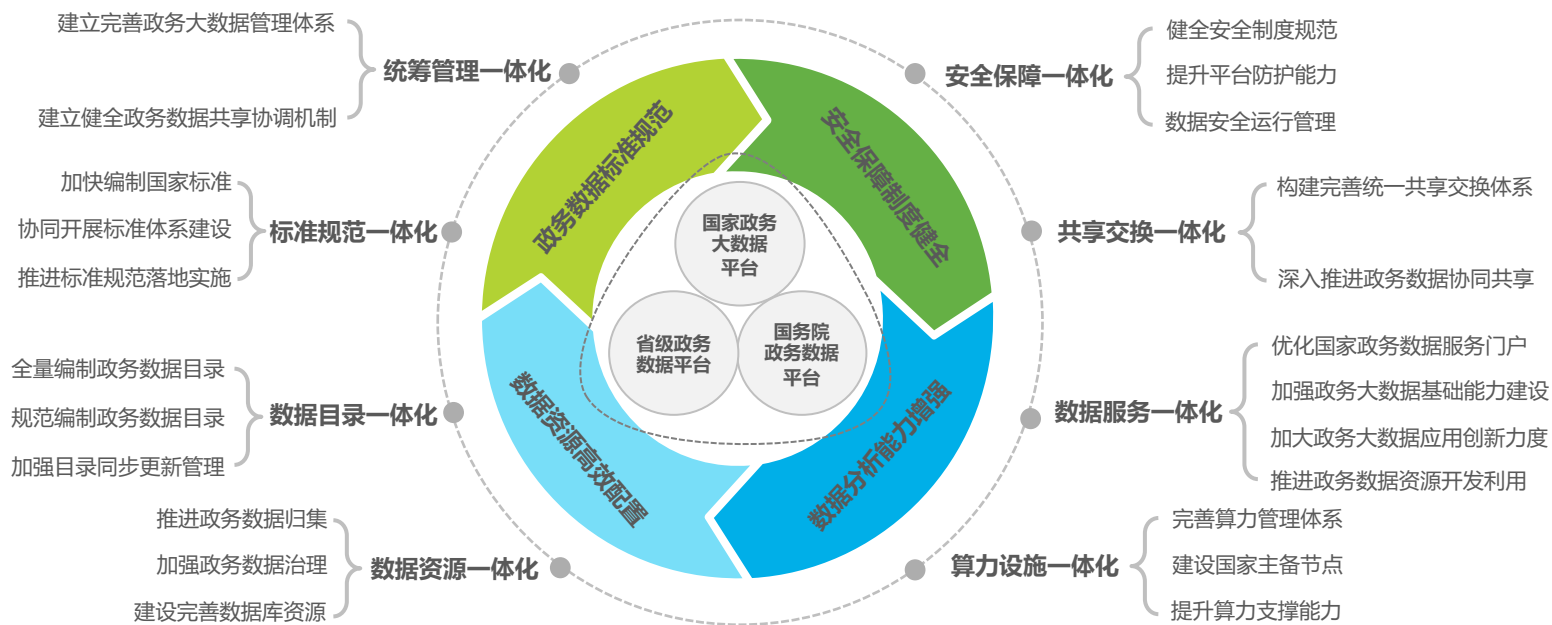 建立完善政务大数据管理体系
统筹管理一体化
建立健全政务数据共享协调机制
加快编制国家标准
协同开展标准体系建设
标准规范一体化
推进标准规范落地实施
全量编制政务数据目录
规范编制政务数据目录
数据目录一体化
加强目录同步更新管理
推进政务数据归集
加强政务数据治理
数据资源一体化
建设完善数据库资源
政务数据标准规范
安全保障制度健全
数据资源高效配置
数据分析能力增强
国家政务
大数据
平台
省级政务
数据平台
国务院
政务数据
平台
安全保障一体化
健全安全制度规范
提升平台防护能力
数据安全运行管理
共享交换一体化
构建完善统一共享交换体系
深入推进政务数据协同共享
数据服务一体化
优化国家政务数据服务门户
加强政务大数据基础能力建设
加大政务大数据应用创新力度
推进政务数据资源开发利用
算力设施一体化
完善算力管理体系
建设国家主备节点
提升算力支撑能力